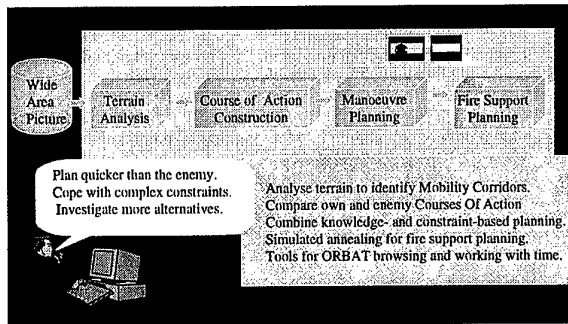 Wide
Area
Picture
Terrain
Analysis
Course of Action
Construction
Manoeuvre
Planning
Fire Support
Planning
Plan quicker than the enemy.
Cope with complex constraints.
Investigate more alternatives.
Analyse terrain to identify Mobility Corridors.
Compare own and enemy Courses Of Action
Combine knowledge- and constraint-based planning.
Simulated annealing for fire support planning.
Tools for ORBAT browsing and working with time.